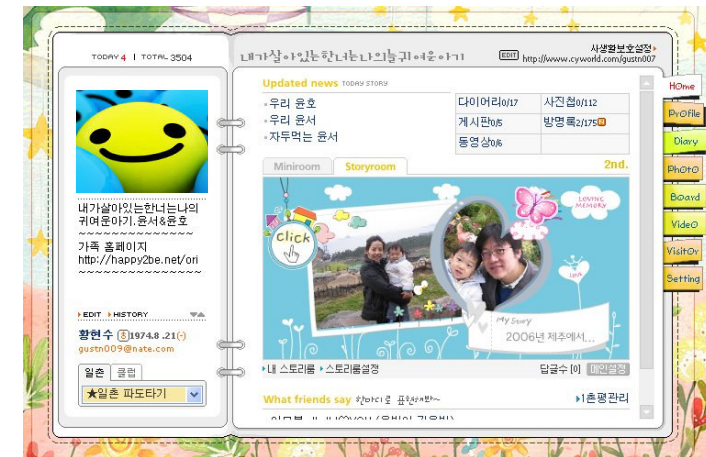 TODAY 4 | TOTAL 3504
내가살아있는한너는나의늘귀여운아기
EDIT
사생활보호설정
http://www.cyworld.com/gustn007
Updated news TODAY STORY
우리 윤호
우리 윤서
자두먹는 윤서
다이어리0/17 사진첩0/112
게시판0/5 방명록2/175
동영상0/6
Miniroom Storyroom 2nd.
click
LOVING MEMORY
Love
My Story
2006년 제주에서...
내 스토리룸 스토리룸설정
답글수 [0] 메인설정
What friends say 한마디로 표현해봐~
1촌평관리
내가살아있는한너는나의
귀여운아기.윤서&윤호
~~~~~~~~~~~~~~
가족 홈페이지
http://happy2be.net/ori
~~~~~~~~~~~~~~
EDIT HISTORY
황현수 1974.8.21(-)
gustn009@nate.com
일촌 클럽
★일촌 파도타기
HOme
PrOfile
Diary
PhOtO
BOard
VideO
VisitOr
Setting